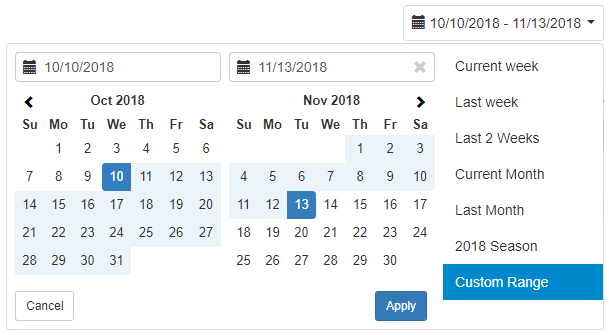 10/10/2018 - 11/13/2018
10/10/2018
11/13/2018
Oct 2018
Su Mo Tu We Th Fr Sa
1 2 3 4 5 6
7 8 9 10 11 12 13
14 15 16 17 18 19 20
21 22 23 24 25 26 27
28 29 30 31
Nov 2018
Su Mo Tu We Th Fr Sa
1 2 3
4 5 6 7 8 9 10
11 12 13 14 15 16 17
18 19 20 21 22 23 24
25 26 27 28 29 30
Cancel
Apply
Current week
Last week
Last 2 Weeks
Current Month
Last Month
2018 Season
Custom Range